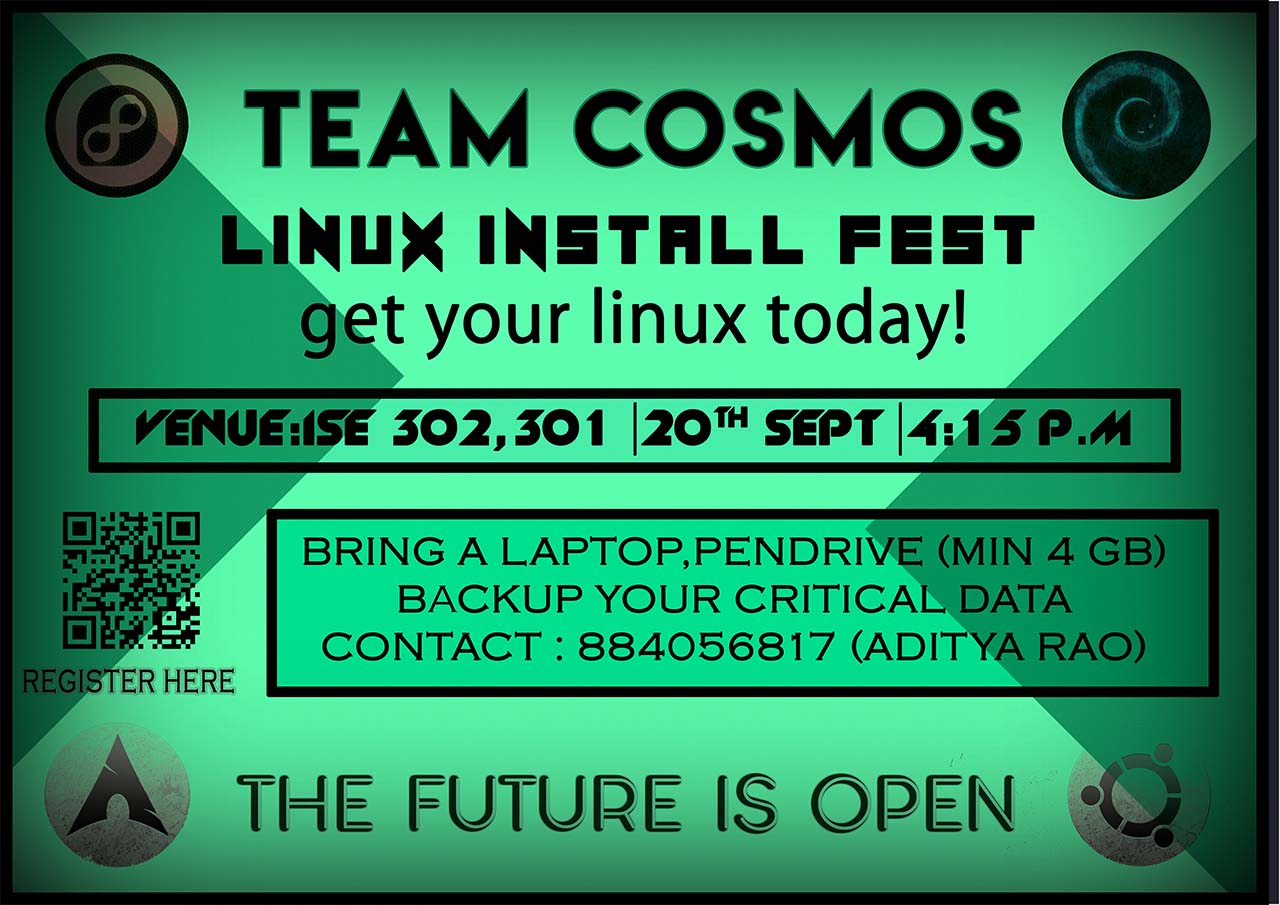 TEAM COSMOS
LINUX INSTALL FEST
get your linux today!
VENUE:ISE 302,301 |20TH SEPT |4:15 P.M
BRING A LAPTOP,PENDRIVE (MIN 4 GB)
BACKUP YOUR CRITICAL DATA
CONTACT : 884056817 (ADITYA RAO)
REGISTER HERE
THE FUTURE IS OPEN